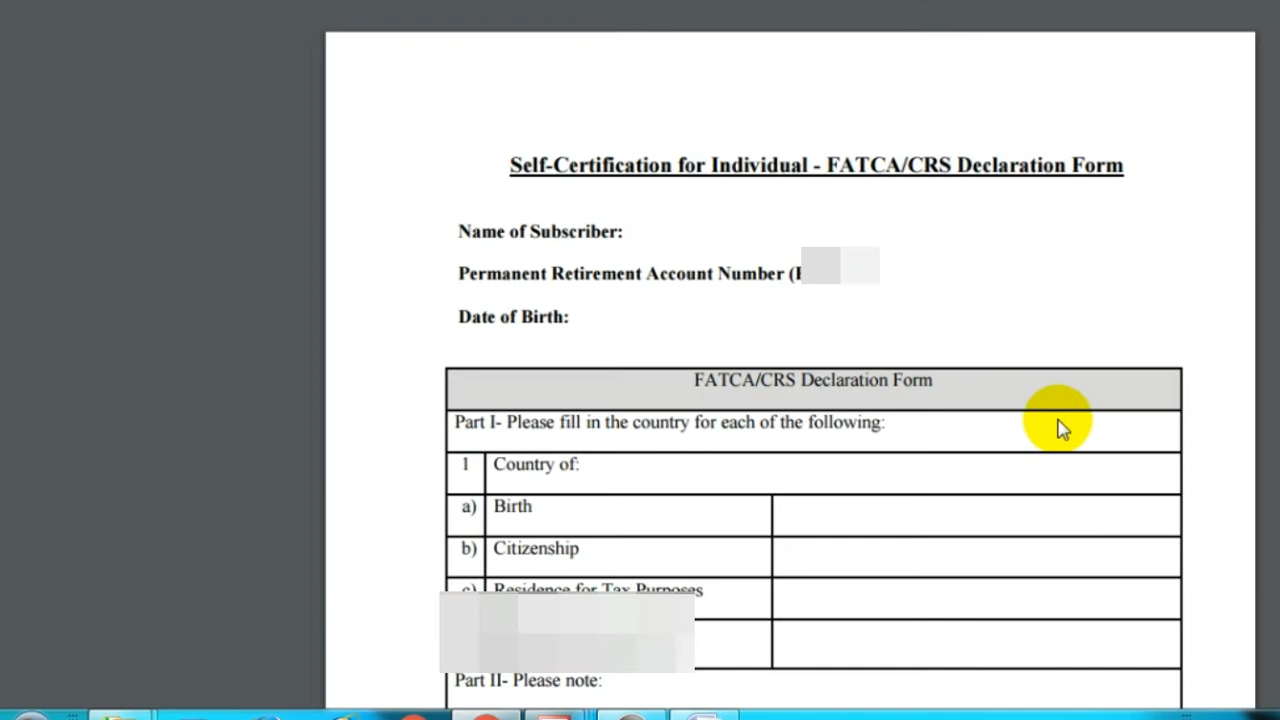 Self-Certification for Individual - FATCA/CRS Declaration Form
Name of Subscriber:
Permanent Retirement Account Number (
Date of Birth:
FATCA/CRS Declaration Form
Part I- Please fill in the country for each of the following:
1 Country of:
a) Birth
b) Citizenship
c) Residence for Tax Purposes
Part II- Please note: